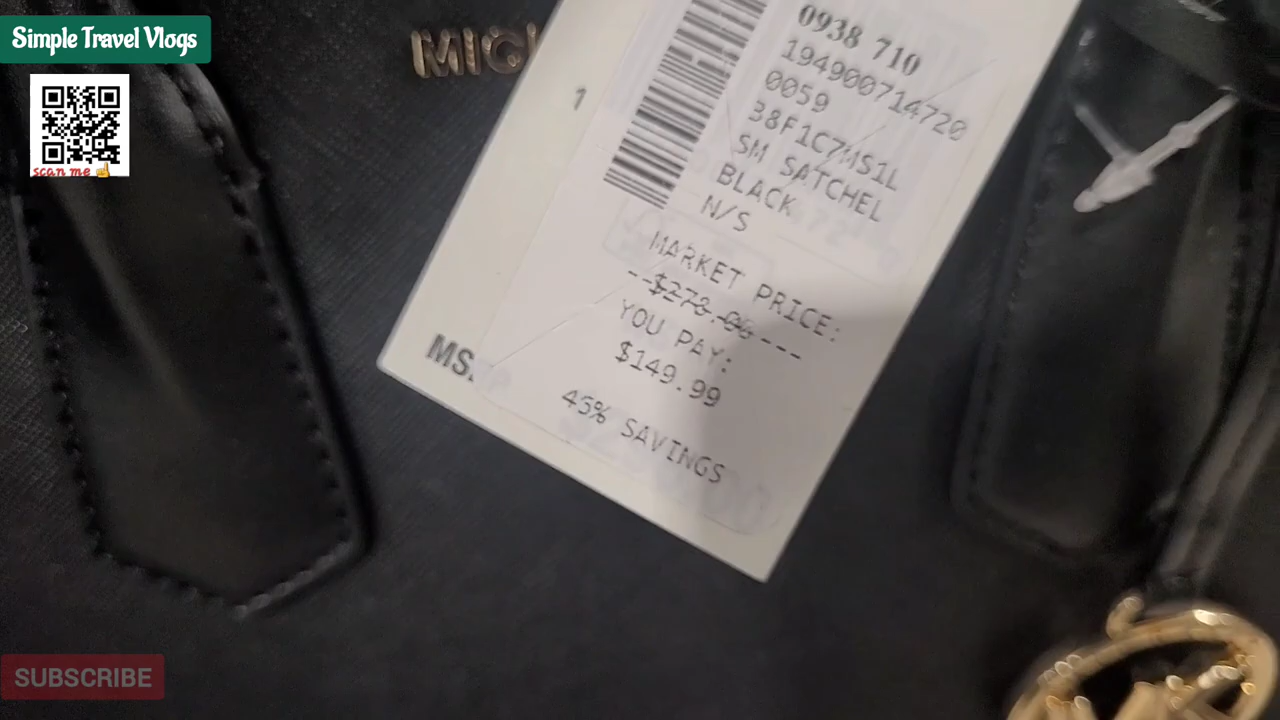 Simple Travel Vlogs
scan me
MIC
1
0938 710
194900714720
0059
38F1C7MS1L
SM SATCHEL
BLACK
N/S
MARKET PRICE:
--$278.00---
YOU PAY:
$149.99
45% SAVINGS
MS
SUBSCRIBE